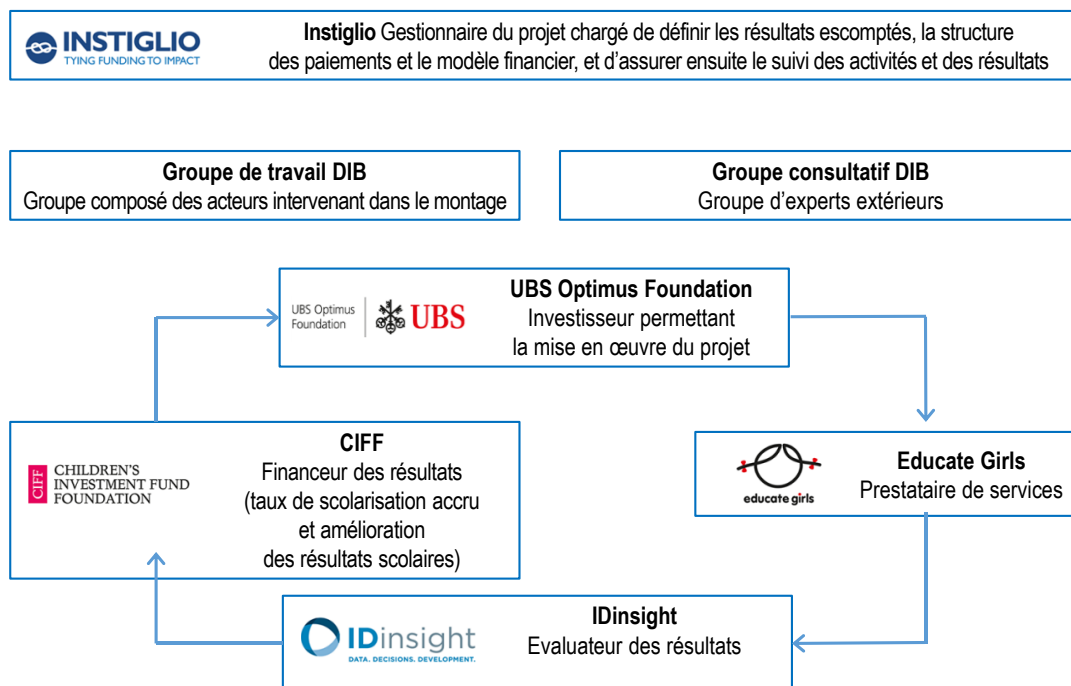 INSTIGLIO
TYING FUNDING TO IMPACT
Instiglio Gestionnaire du projet chargé de définir les résultats escomptés, la structure
des paiements et le modèle financier, et d'assurer ensuite le suivi des activités et des résultats
Groupe de travail DIB
Groupe composé des acteurs intervenant dans le montage
Groupe consultatif DIB
Groupe d'experts extérieurs
UBS Optimus
Foundation
UBS
UBS Optimus Foundation
Investisseur permettant
la mise en œuvre du projet
CIFF
CHILDREN'S
INVESTMENT FUND
FOUNDATION
CIFF
Financeur des résultats
(taux de scolarisation accru
et amélioration
des résultats scolaires)
educate girls
Educate Girls
Prestataire de services
IDinsight
DATA. DECISIONS. DEVELOPMENT.
IDinsight
Evaluateur des résultats